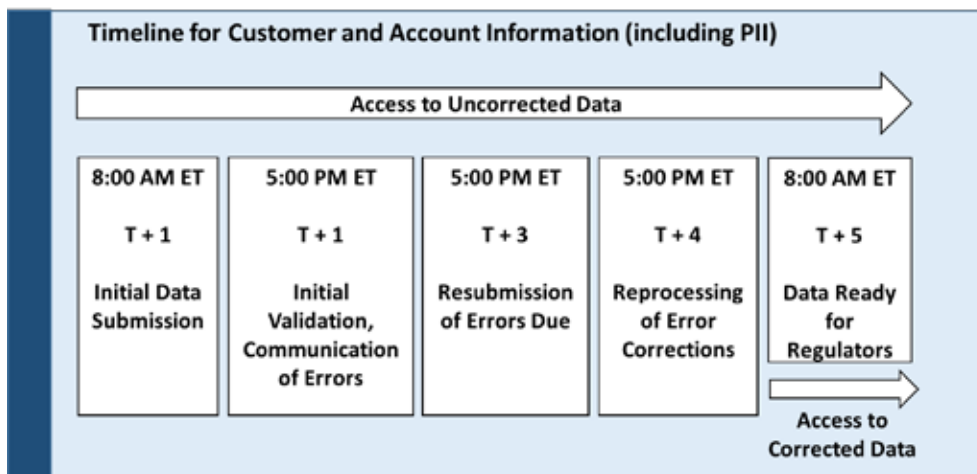 Timeline for Customer and Account Information (including PII)
Access to Uncorrected Data
8:00 AM ET
T + 1
Initial Data
Submission
5:00 PM ET
T + 1
Initial
Validation,
Communication
of Errors
5:00 PM ET
T + 3
Resubmission
of Errors Due
5:00 PM ET
T + 4
Reprocessing
of Error
Corrections
8:00 AM ET
T + 5
Data Ready
for
Regulators
Access to
Corrected Data